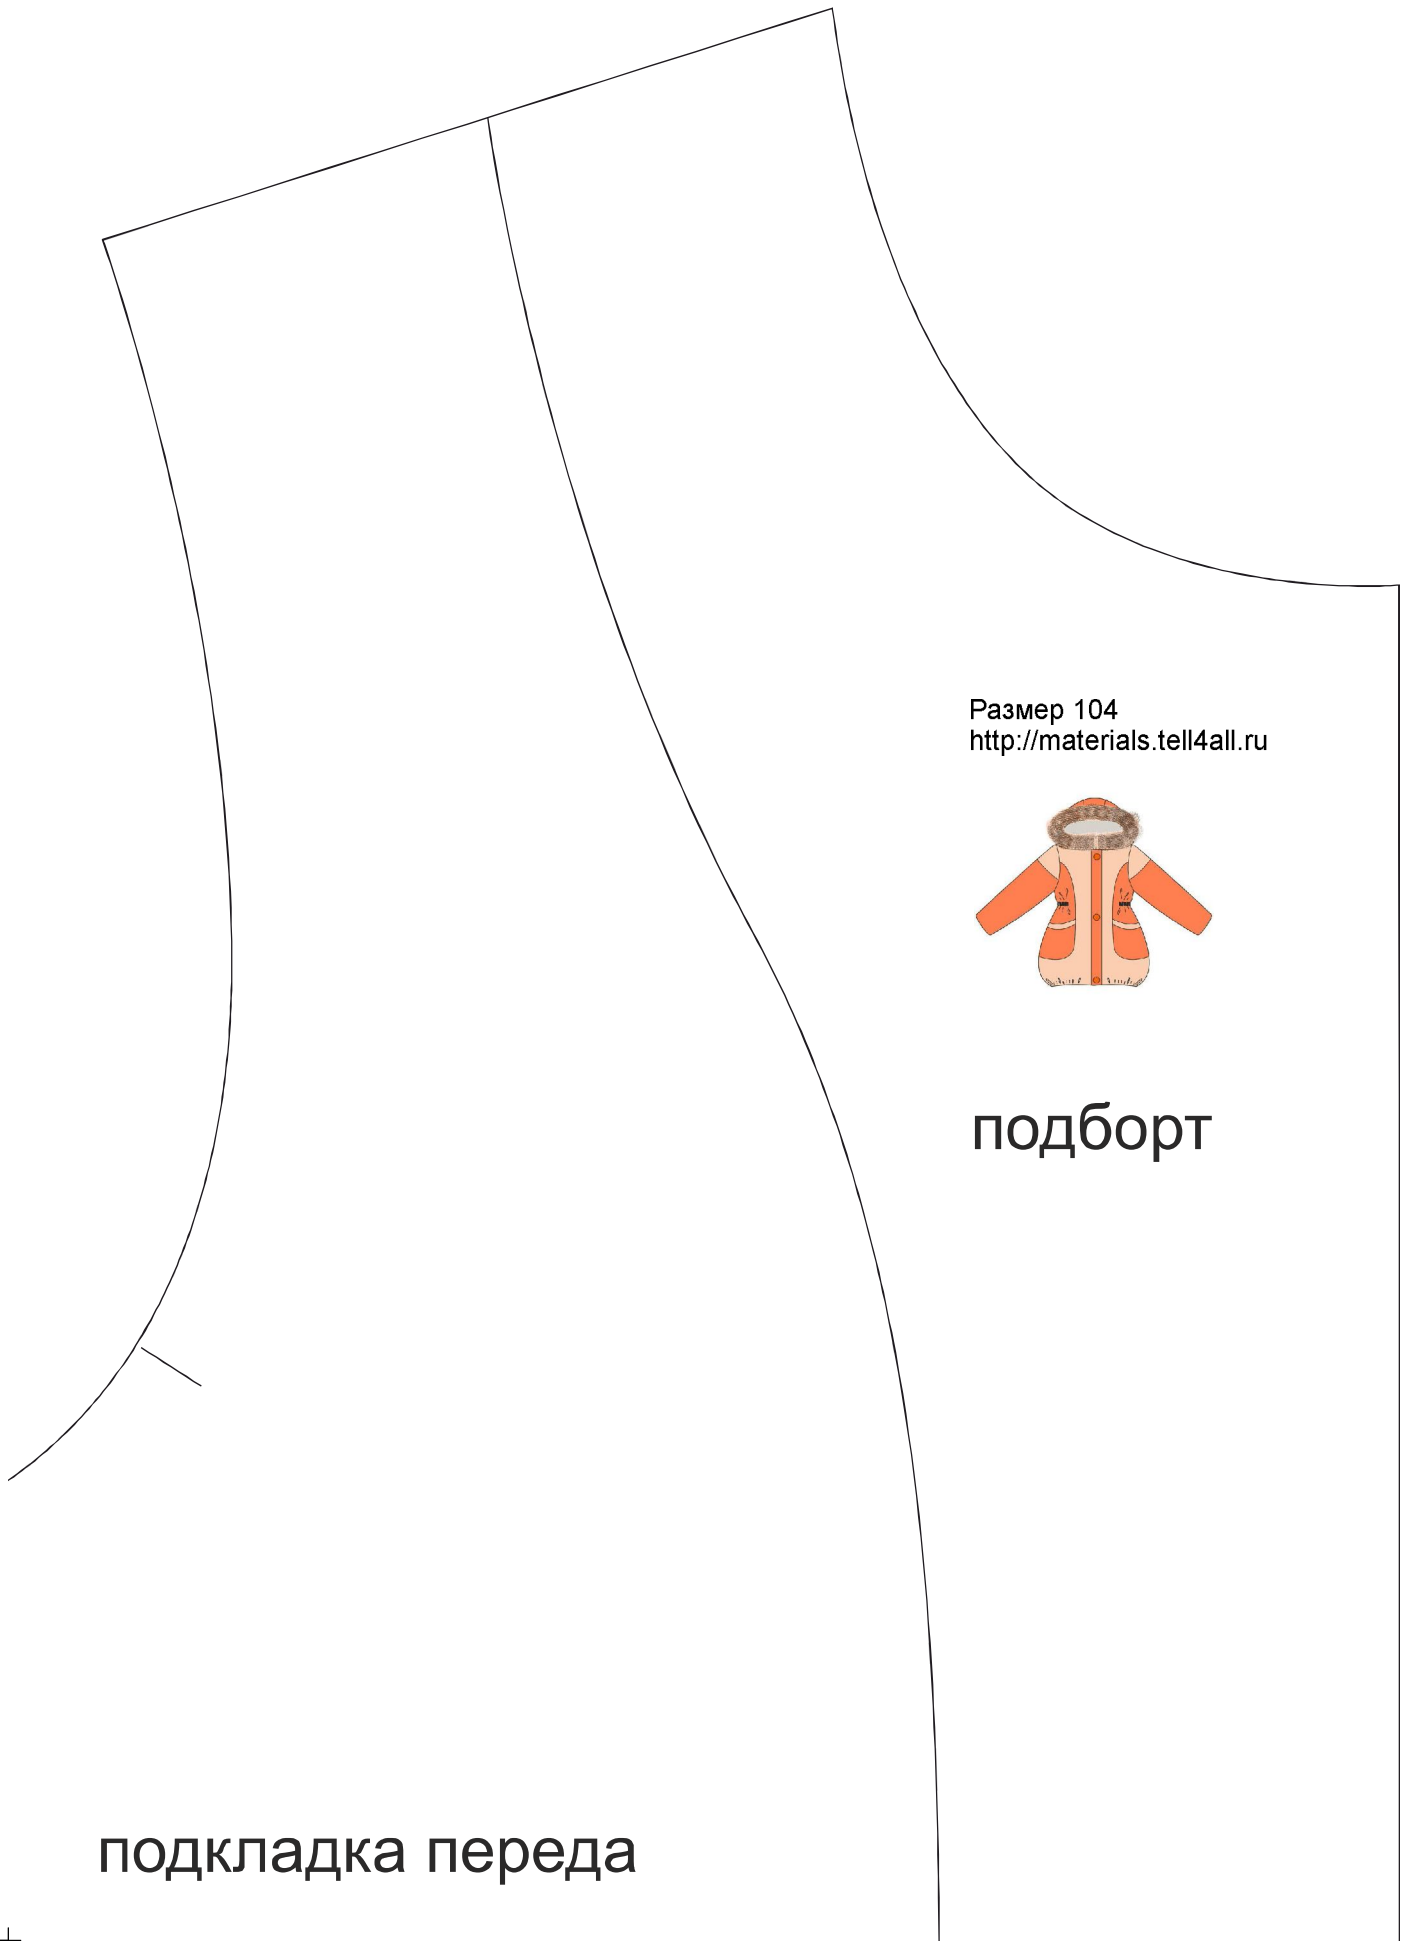 Размер 104
http://materials.tell4all.ru
подборт
подкладка переда